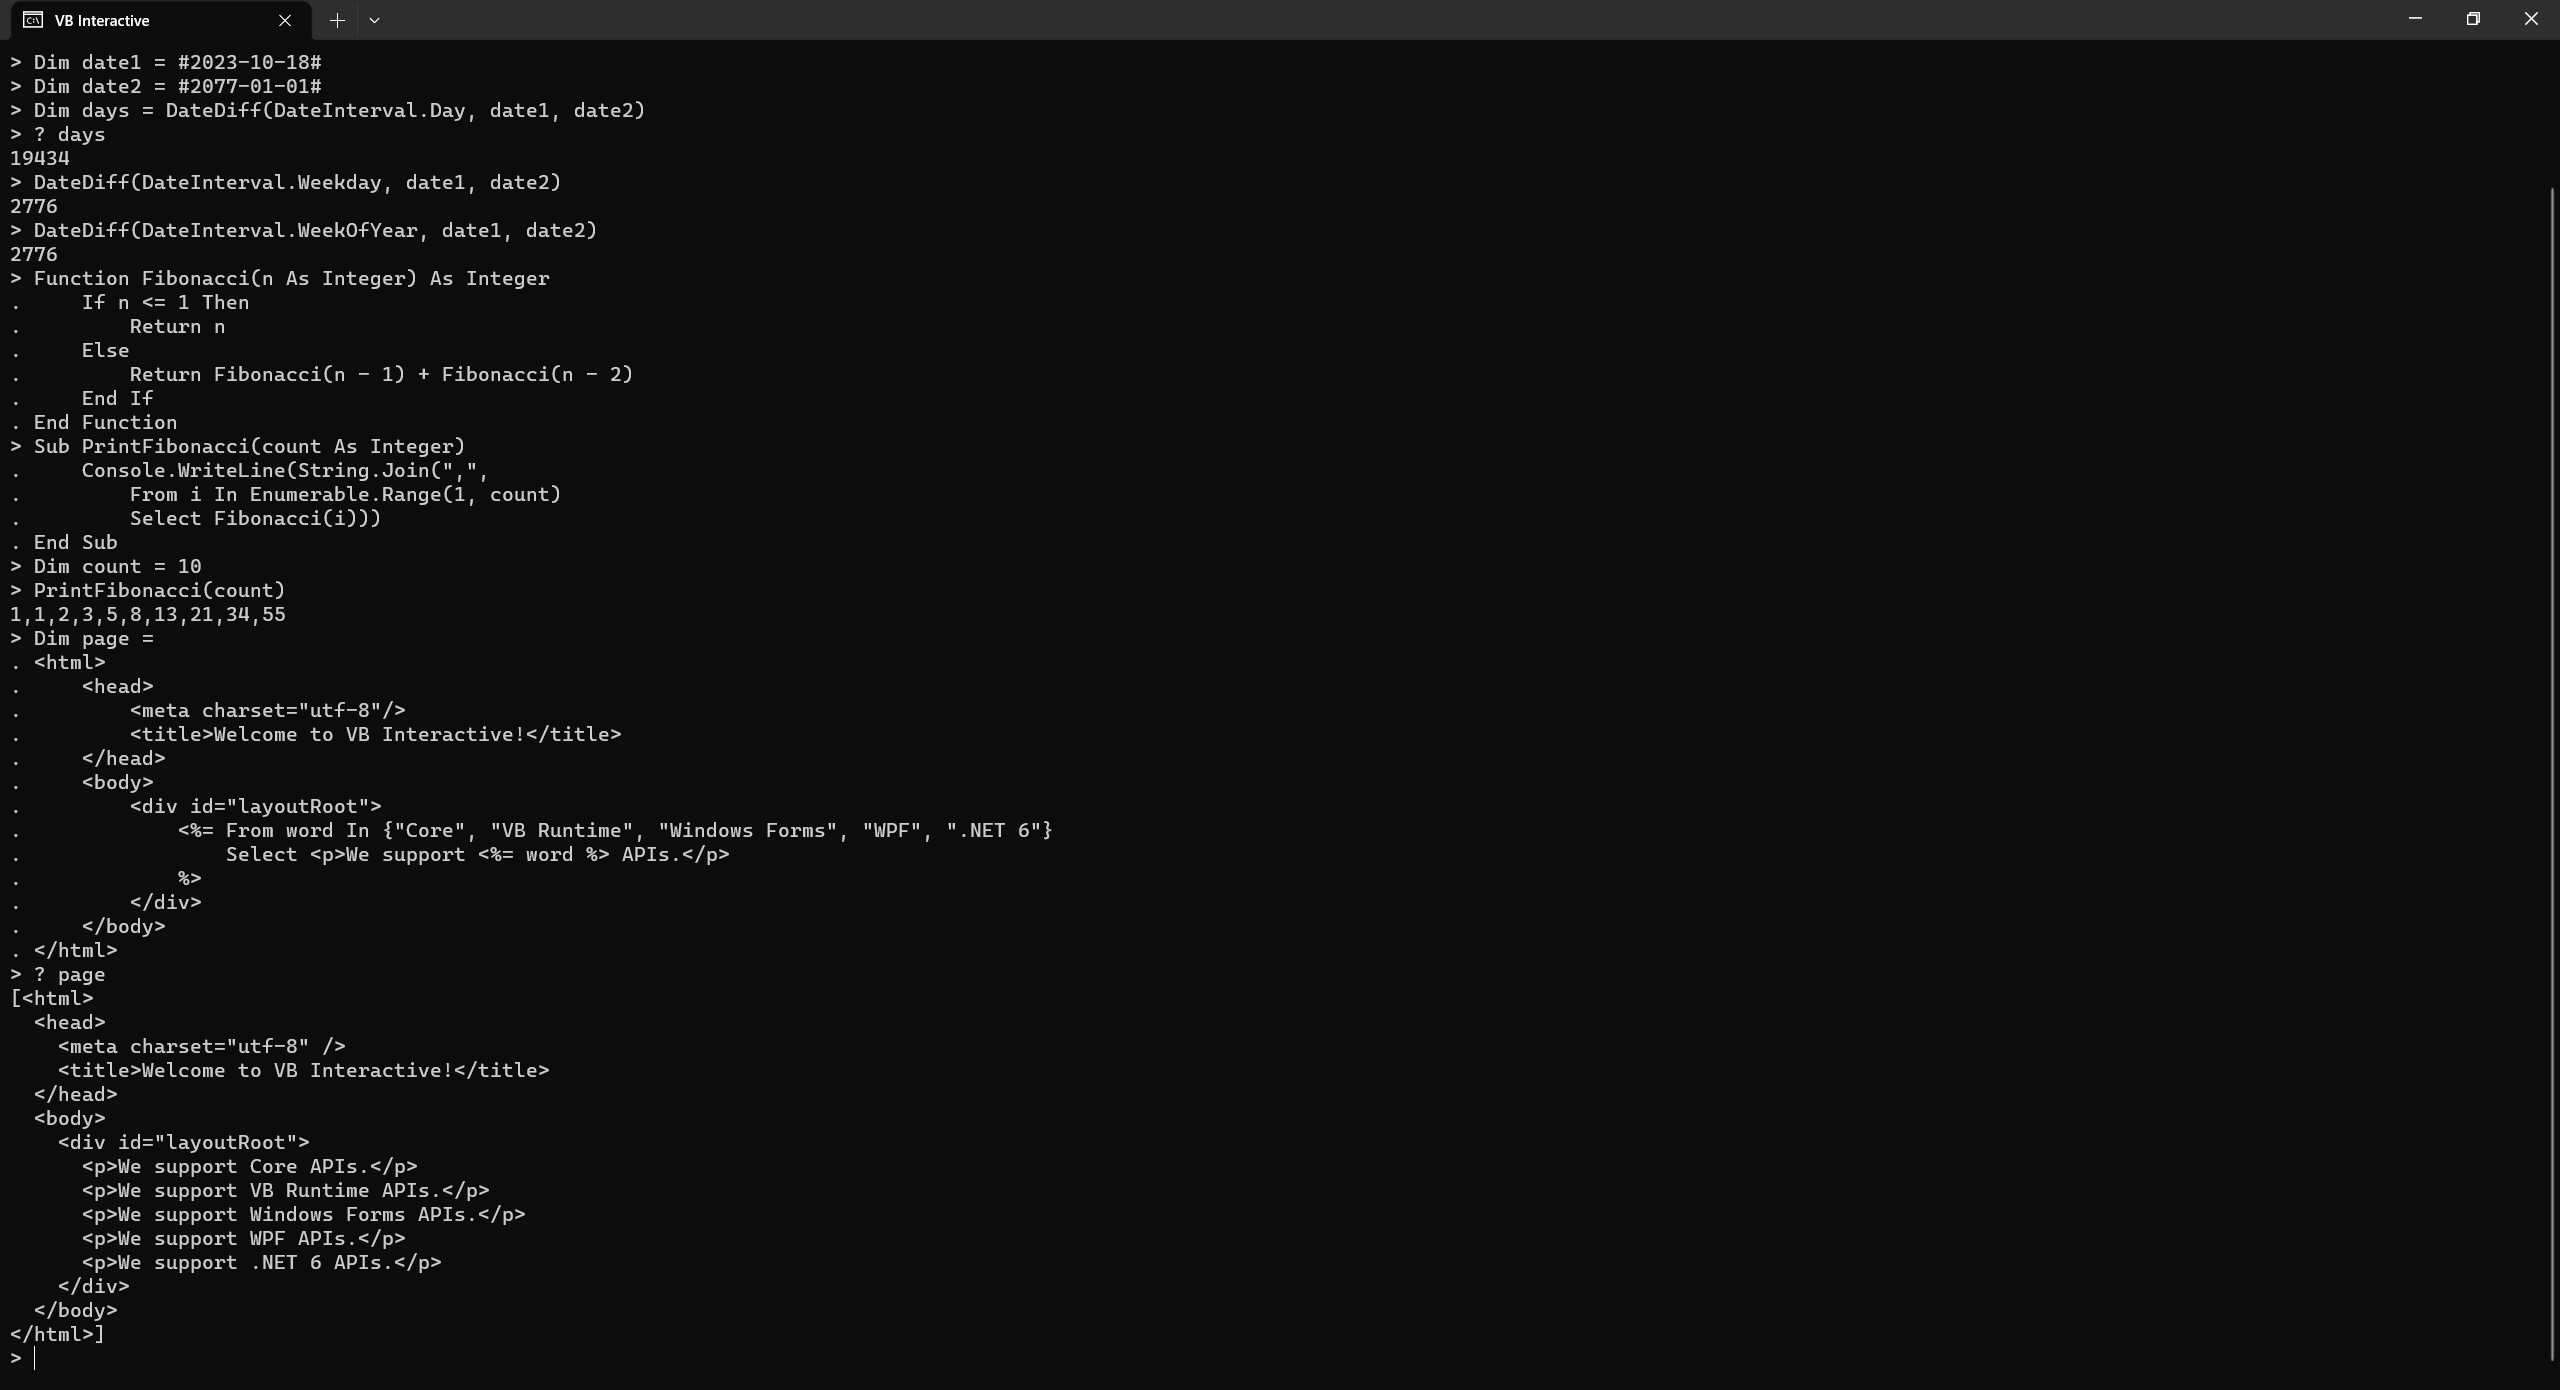 VB Interactive
> Dim date1 = #2023-10-18#
> Dim date2 = #2077-01-01#
> Dim days = DateDiff(DateInterval.Day, date1, date2)
> ? days
19434
> DateDiff(DateInterval.Weekday, date1, date2)
2776
> DateDiff(DateInterval.WeekOfYear, date1, date2)
2776
> Function Fibonacci(n As Integer) As Integer
.     If n <= 1 Then
.         Return n
.     Else
.         Return Fibonacci(n - 1) + Fibonacci(n - 2)
.     End If
. End Function
> Sub PrintFibonacci(count As Integer)
.     Console.WriteLine(String.Join(",",
.         From i In Enumerable.Range(1, count)
.         Select Fibonacci(i)))
. End Sub
> Dim count = 10
> PrintFibonacci(count)
1,1,2,3,5,8,13,21,34,55
> Dim page =
. <html>
.     <head>
.         <meta charset="utf-8"/>
.         <title>Welcome to VB Interactive!</title>
.     </head>
.     <body>
.         <div id="layoutRoot">
.             <%= From word In {"Core", "VB Runtime", "Windows Forms", "WPF", ".NET 6"}
.                 Select <p>We support <%= word %> APIs.</p>
.             %>
.         </div>
.     </body>
. </html>
> ? page
[<html>
  <head>
    <meta charset="utf-8" />
    <title>Welcome to VB Interactive!</title>
  </head>
  <body>
    <div id="layoutRoot">
      <p>We support Core APIs.</p>
      <p>We support VB Runtime APIs.</p>
      <p>We support Windows Forms APIs.</p>
      <p>We support WPF APIs.</p>
      <p>We support .NET 6 APIs.</p>
    </div>
  </body>
</html>]
>